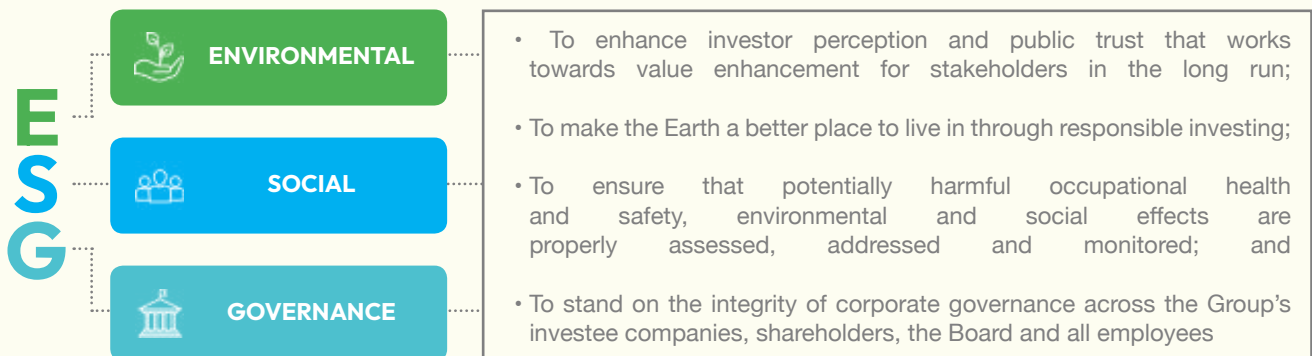 E
S
G
ENVIRONMENTAL
SOCIAL
GOVERNANCE
• To enhance investor perception and public trust that works
towards value enhancement for stakeholders in the long run;
• To make the Earth a better place to live in through responsible investing;
• To ensure that potentially harmful occupational health
and safety, environmental and social effects are
properly assessed, addressed and monitored; and
• To stand on the integrity of corporate governance across the Group’s
investee companies, shareholders, the Board and all employees